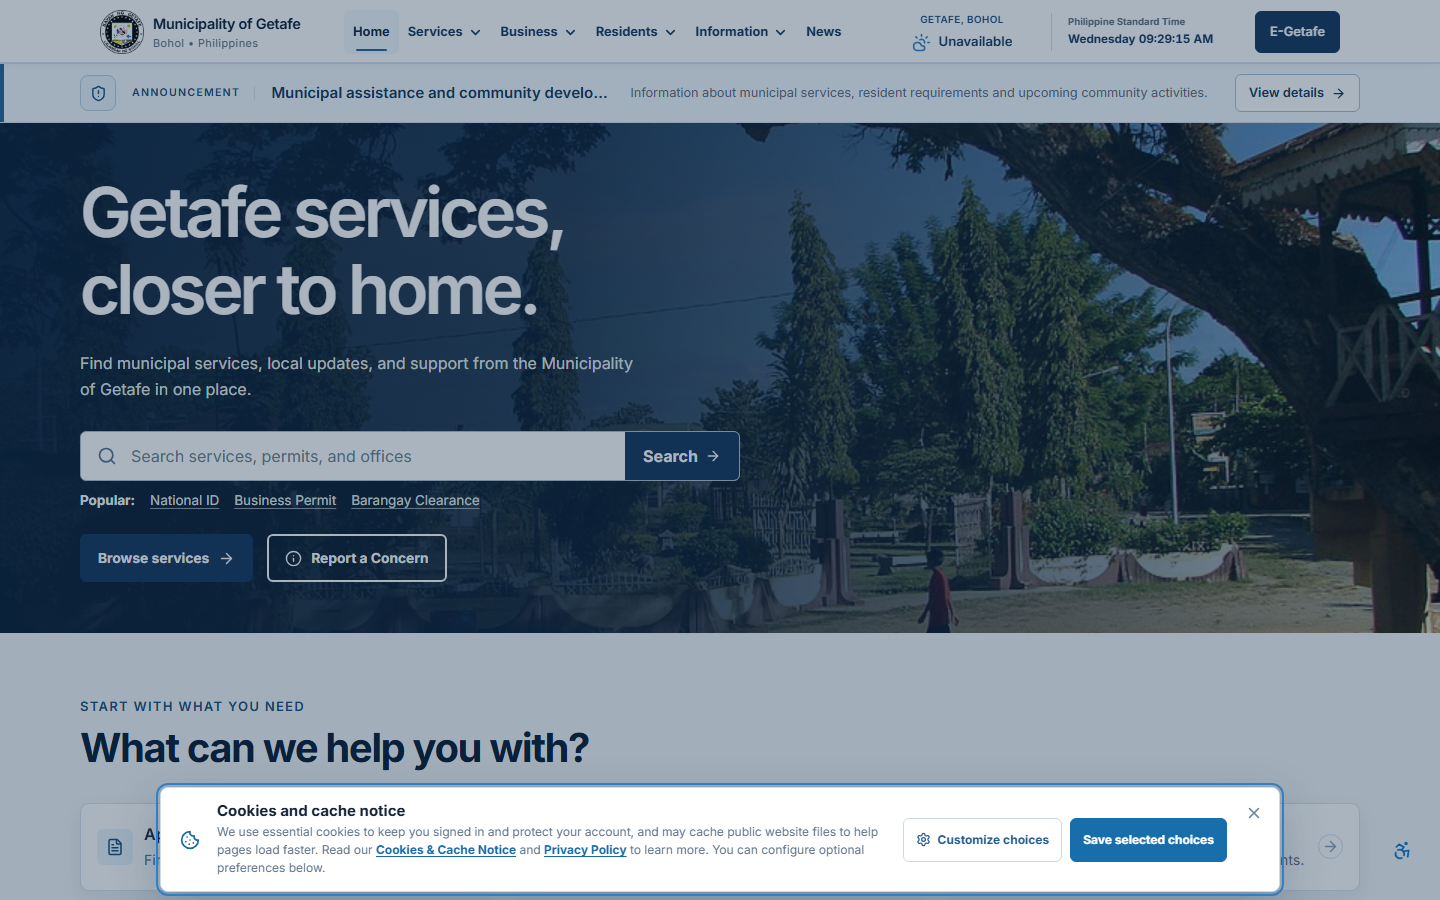 Municipality of Getafe
Bohol • Philippines
Home
Services
Business
Residents
Information
News
GETAFE, BOHOL
Unavailable
Philippine Standard Time
Wednesday 09:29:15 AM
E-Getafe
ANNOUNCEMENT
Municipal assistance and community develo...
Information about municipal services, resident requirements and upcoming community activities.
View details
Getafe services,
closer to home.
Find municipal services, local updates, and support from the Municipality
of Getafe in one place.
Search services, permits, and offices
Search
Popular: National ID Business Permit Barangay Clearance
Browse services
Report a Concern
START WITH WHAT YOU NEED
What can we help you with?
Cookies and cache notice
We use essential cookies to keep you signed in and protect your account, and may cache public website files to help
pages load faster. Read our Cookies & Cache Notice and Privacy Policy to learn more. You can configure optional
preferences below.
Customize choices
Save selected choices